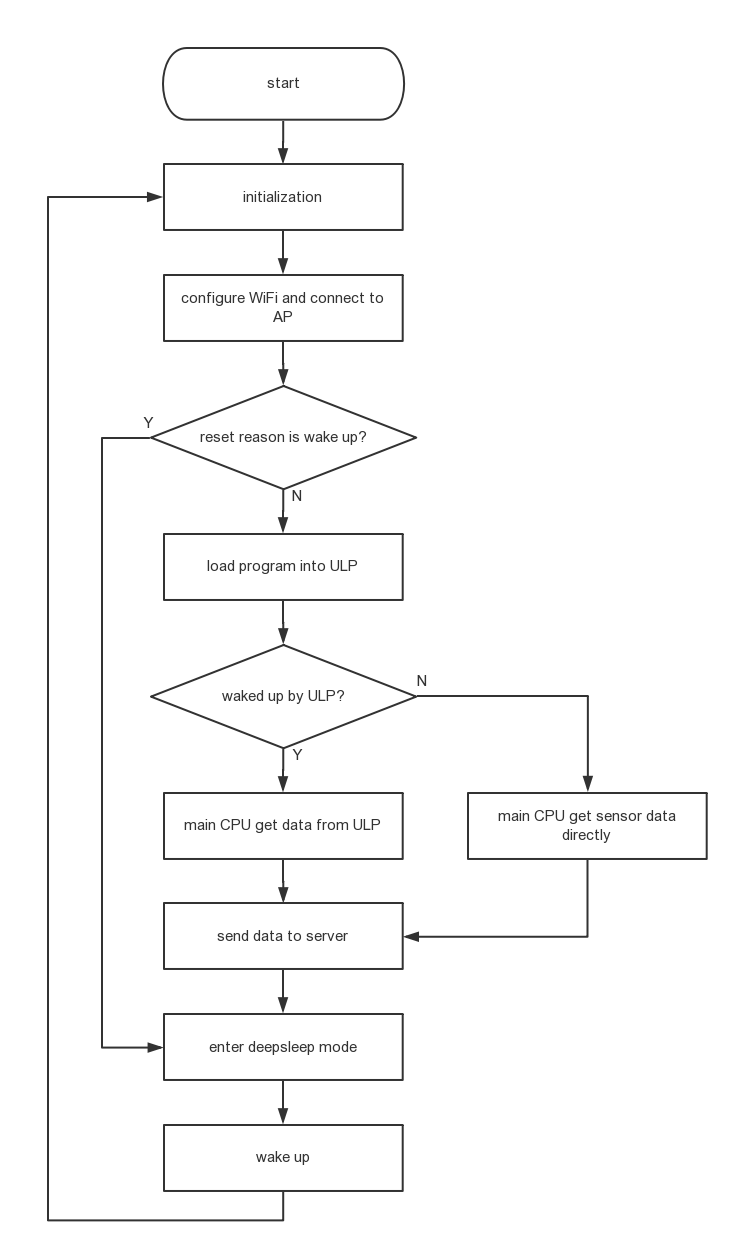 start
initialization
configure WiFi and connect to
AP
Y
reset reason is wake up?
N
load program into ULP
N
waked up by ULP?
Y
main CPU get data from ULP
main CPU get sensor data
directly
send data to server
enter deepsleep mode
wake up